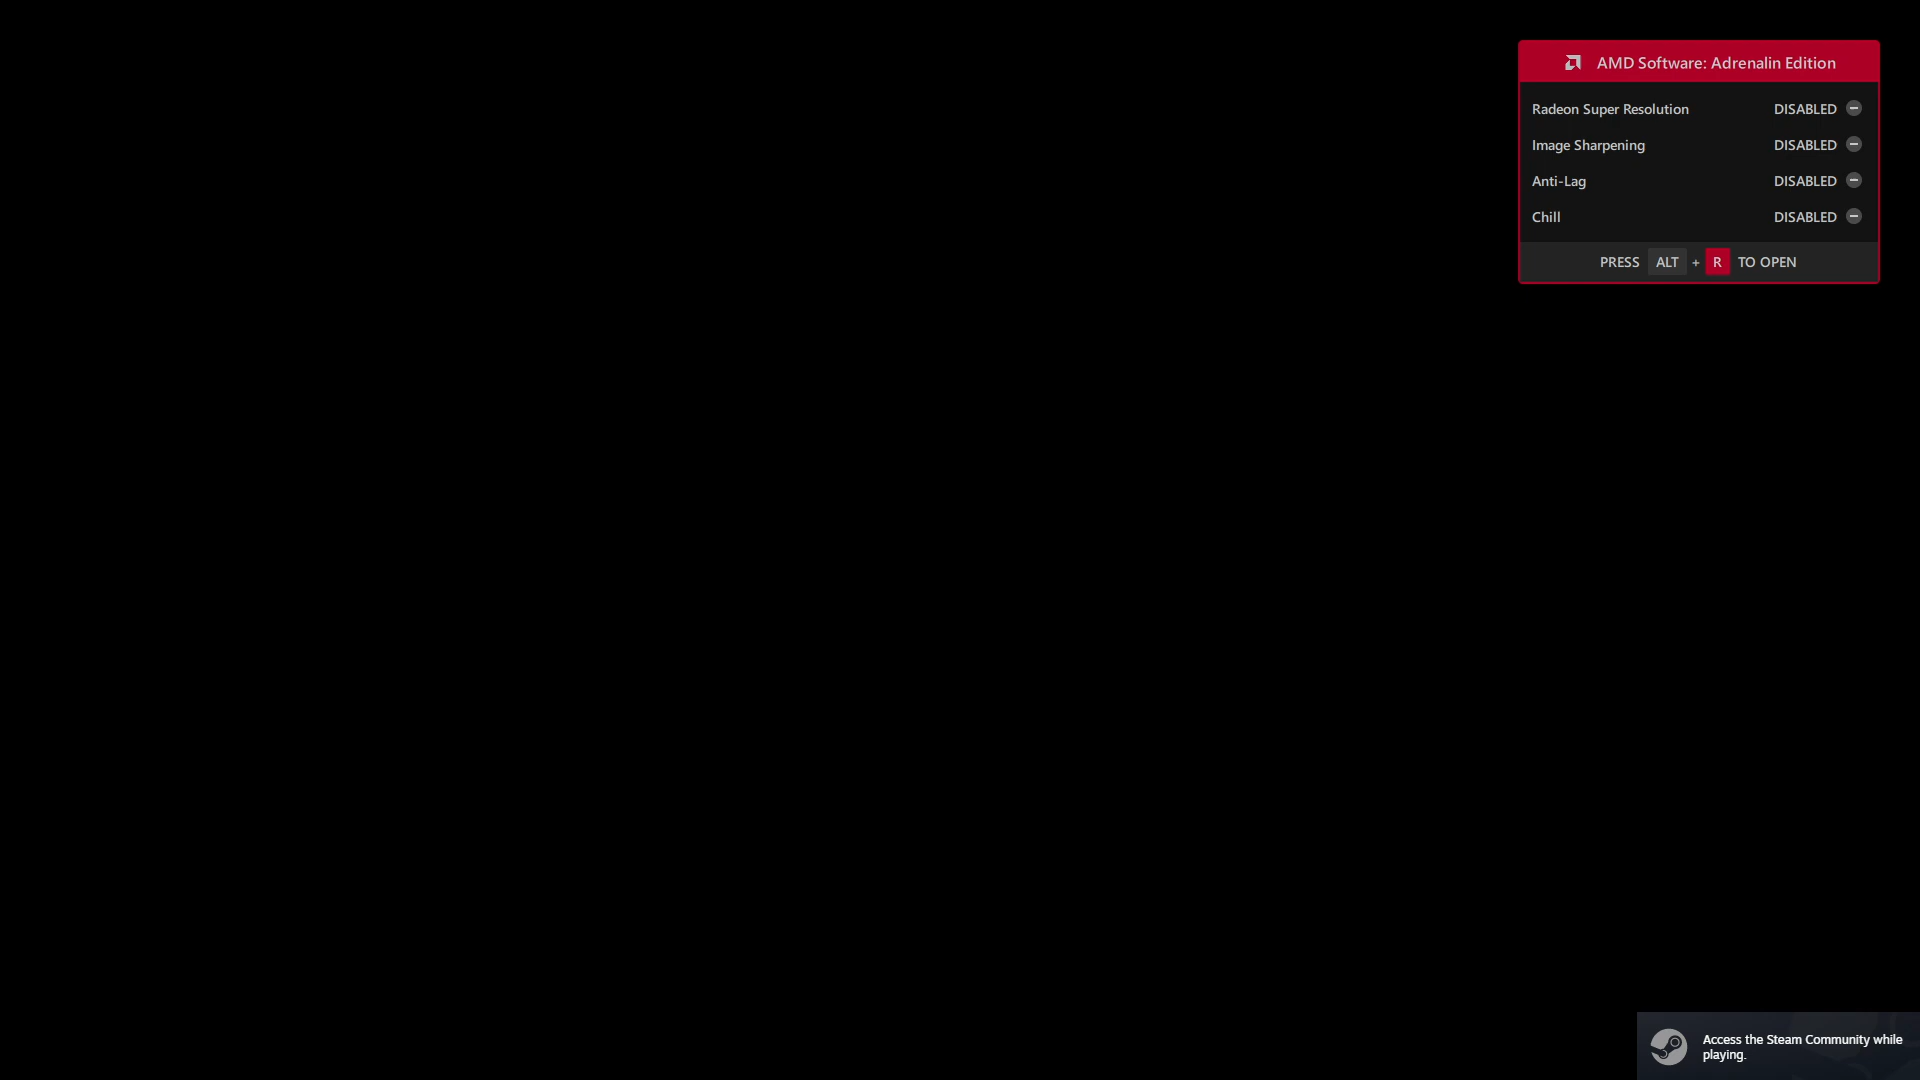 AMD Software: Adrenalin Edition
Radeon Super Resolution DISABLED
Image Sharpening DISABLED
Anti-Lag DISABLED
Chill DISABLED
PRESS ALT + R TO OPEN
Access the Steam Community while
playing.